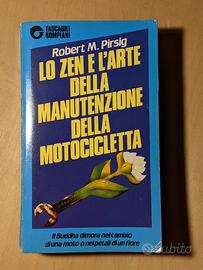 TASCABILI
BOMPIANI
Robert M. Pirsig
LO ZEN E L'ARTE
DELLA
MANUTENZIONE
DELLA
MOTOCICLETTA
Il Buddha dimora nel cambio
di una moto o nei petali di un fiore
Subito